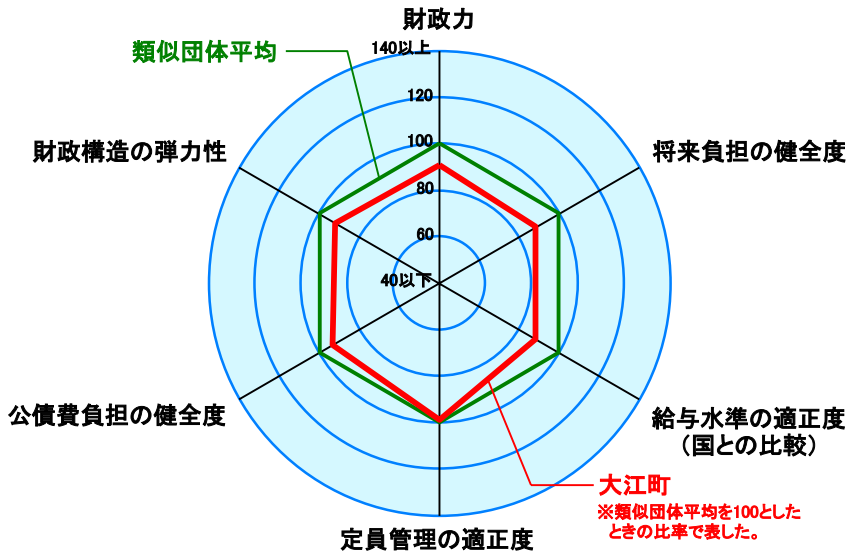 財政力
類似団体平均
140以上
120
100
80
60
40以下
財政構造の弾力性
将来負担の健全度
公債費負担の健全度
給与水準の適正度
（国との比較）
大江町
※類似団体平均を100とした
ときの比率で表した。
定員管理の適正度